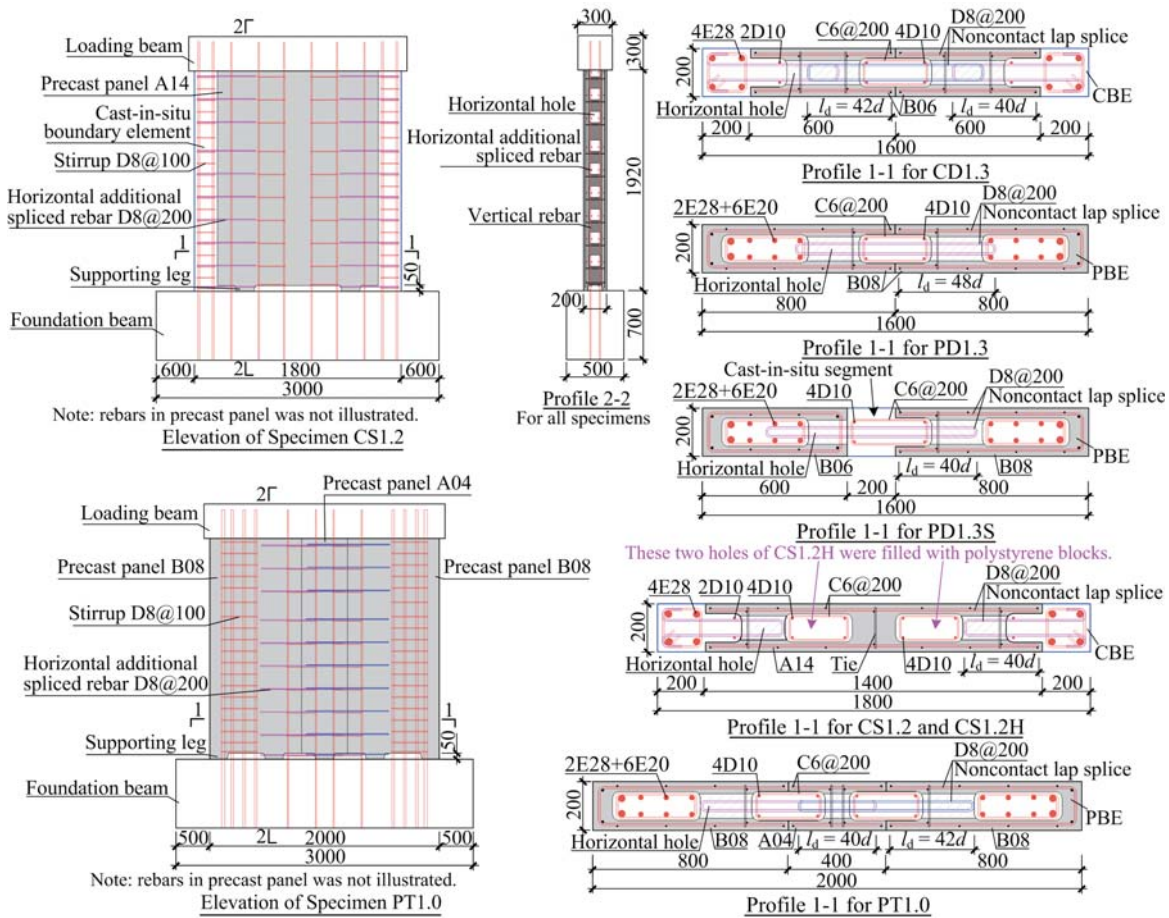 2Γ
Loading beam
Precast panel A14
Cast-in-situ
boundary element
Stirrup D8@100
Horizontal additional
spliced rebar D8@200
1
1
Supporting leg
50
Foundation beam
600
2L
1800
600
3000
Note: rebars in precast panel was not illustrated.
Elevation of Specimen CS1.2
300
300
Horizontal hole
Horizontal additional
spliced rebar
1920
Vertical rebar
200
700
500
Profile 2-2
For all specimens
4E28
2D10
C6@200
4D10
D8@200
Noncontact lap splice
200
Horizontal hole
ld = 42d
B06
ld = 40d
CBE
200
600
600
200
1600
Profile 1-1 for CD1.3
2E28+6E20
C6@200
4D10
D8@200
Noncontact lap splice
200
Horizontal hole
B08
ld = 48d
PBE
800
800
1600
Profile 1-1 for PD1.3
Cast-in-situ segment
2E28+6E20
4D10
C6@200
D8@200
Noncontact lap splice
200
Horizontal hole
B06
ld = 40d
B08
PBE
600
200
800
1600
Profile 1-1 for PD1.3S
These two holes of CS1.2H were filled with polystyrene blocks.
4E28
2D10
4D10
C6@200
D8@200
Noncontact lap splice
200
Horizontal hole
A14
Tie
4D10
ld = 40d
CBE
200
1400
200
1800
Profile 1-1 for CS1.2 and CS1.2H
2E28+6E20
4D10
C6@200
D8@200
Noncontact lap splice
200
Horizontal hole
B08
A04
ld = 40d
ld = 42d
B08
PBE
800
400
800
2000
Profile 1-1 for PT1.0
2Γ
Precast panel A04
Loading beam
Precast panel B08
Precast panel B08
Stirrup D8@100
Horizontal additional
spliced rebar D8@200
1
1
Supporting leg
50
Foundation beam
500
2L
2000
500
3000
Note: rebars in precast panel was not illustrated.
Elevation of Specimen PT1.0